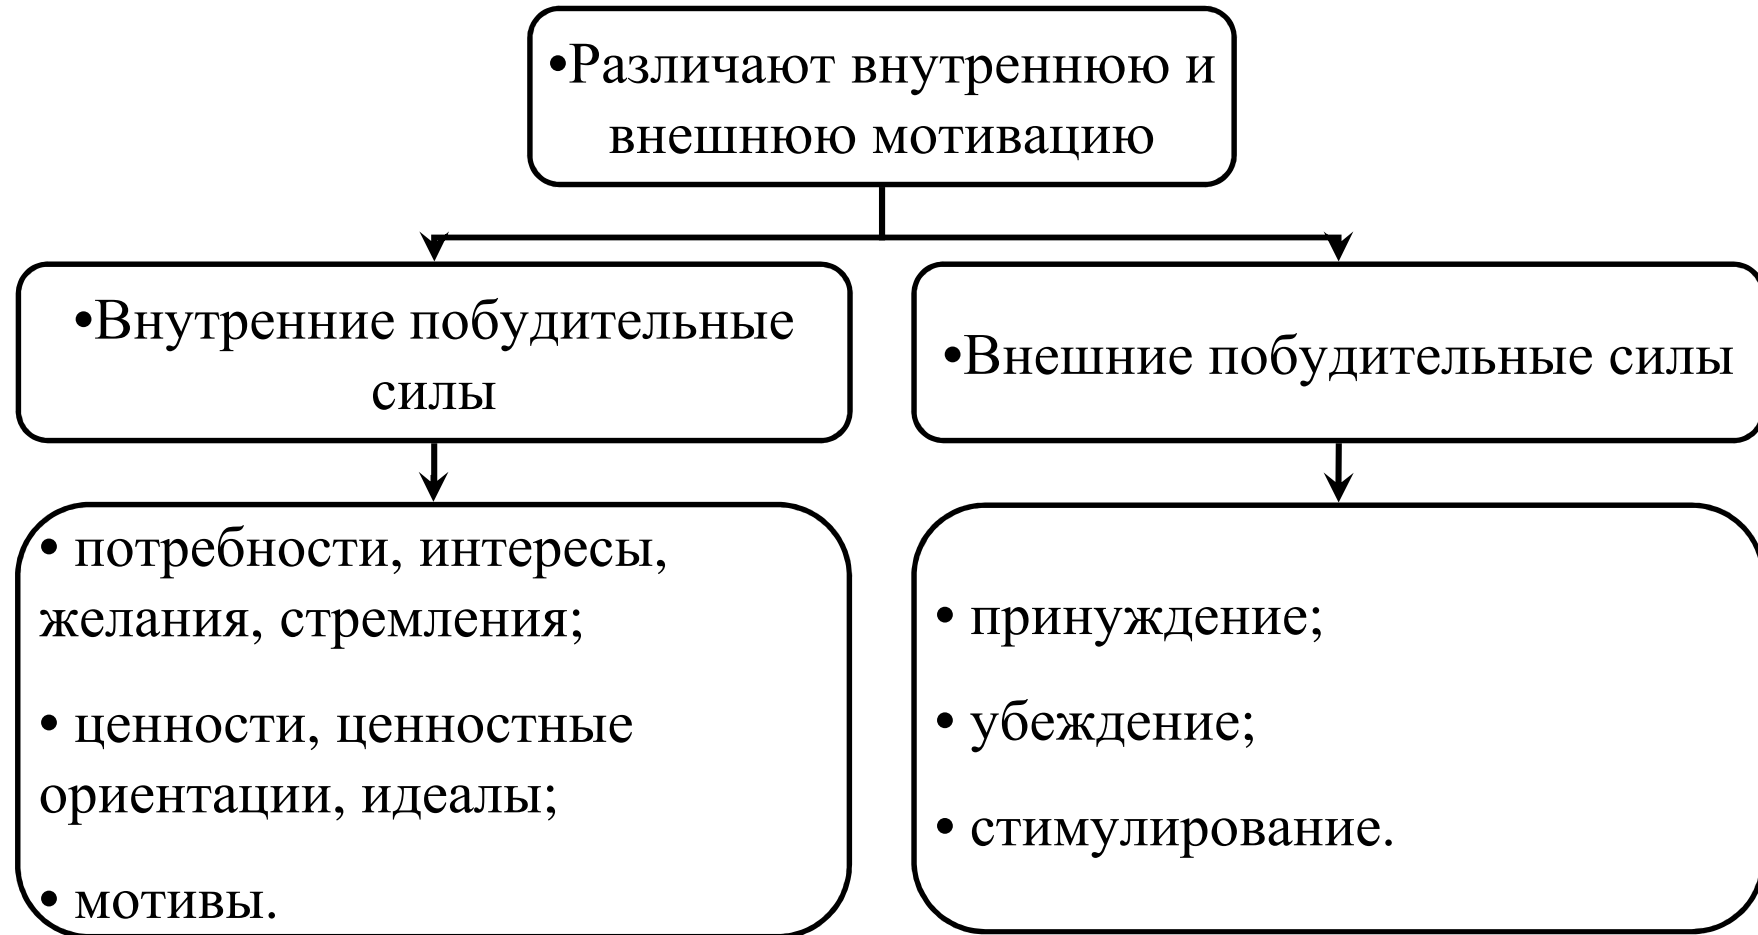 •Различают внутреннюю и
внешнюю мотивацию
•Внутренние побудительные
силы
•Внешние побудительные силы
• потребности, интересы,
желания, стремления;
• ценности, ценностные
ориентации, идеалы;
• мотивы.
• принуждение;
• убеждение;
• стимулирование.